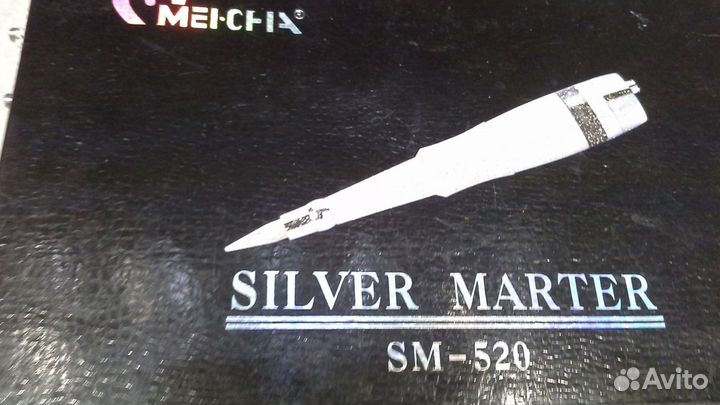 MEI-CHA®
SILVER MARTER
SM-520
Avito